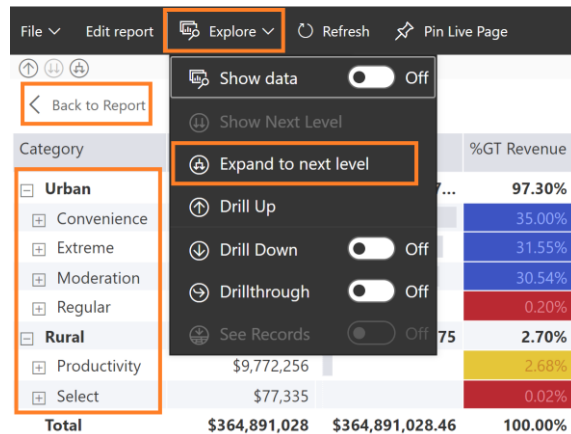 File Edit report Explore Refresh Pin Live Page
Show data Off
Back to Report
Show Next Level
Category %GT Revenue
Expand to next level
Urban 7... 97.30%
Drill Up
Convenience 35.00%
Extreme Drill Down Off 31.55%
Moderation 30.54%
Drillthrough Off
Regular 0.20%
Rural See Records Off 75 2.70%
Productivity $9,772,256 2.68%
Select $77,335 0.02%
Total $364,891,028 $364,891,028.46 100.00%